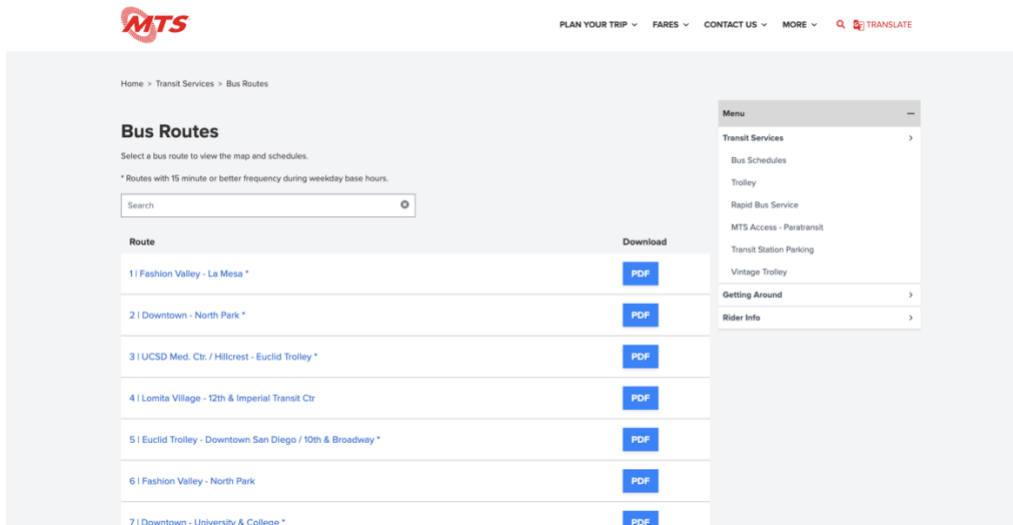 MTS
PLAN YOUR TRIP FARES CONTACT US MORE TRANSLATE
Home > Transit Services > Bus Routes
Bus Routes
Select a bus route to view the map and schedules.
* Routes with 15 minute or better frequency during weekday base hours.
Search
Route Download
1 | Fashion Valley - La Mesa * PDF
2 | Downtown - North Park * PDF
3 | UCSD Med. Ctr. / Hillcrest - Euclid Trolley * PDF
4 | Lomita Village - 12th & Imperial Transit Ctr PDF
5 | Euclid Trolley - Downtown San Diego / 10th & Broadway * PDF
6 | Fashion Valley - North Park PDF
7 | Downtown - University & College * PDF
Menu
Transit Services
Bus Schedules
Trolley
Rapid Bus Service
MTS Access - Paratransit
Transit Station Parking
Vintage Trolley
Getting Around
Rider Info